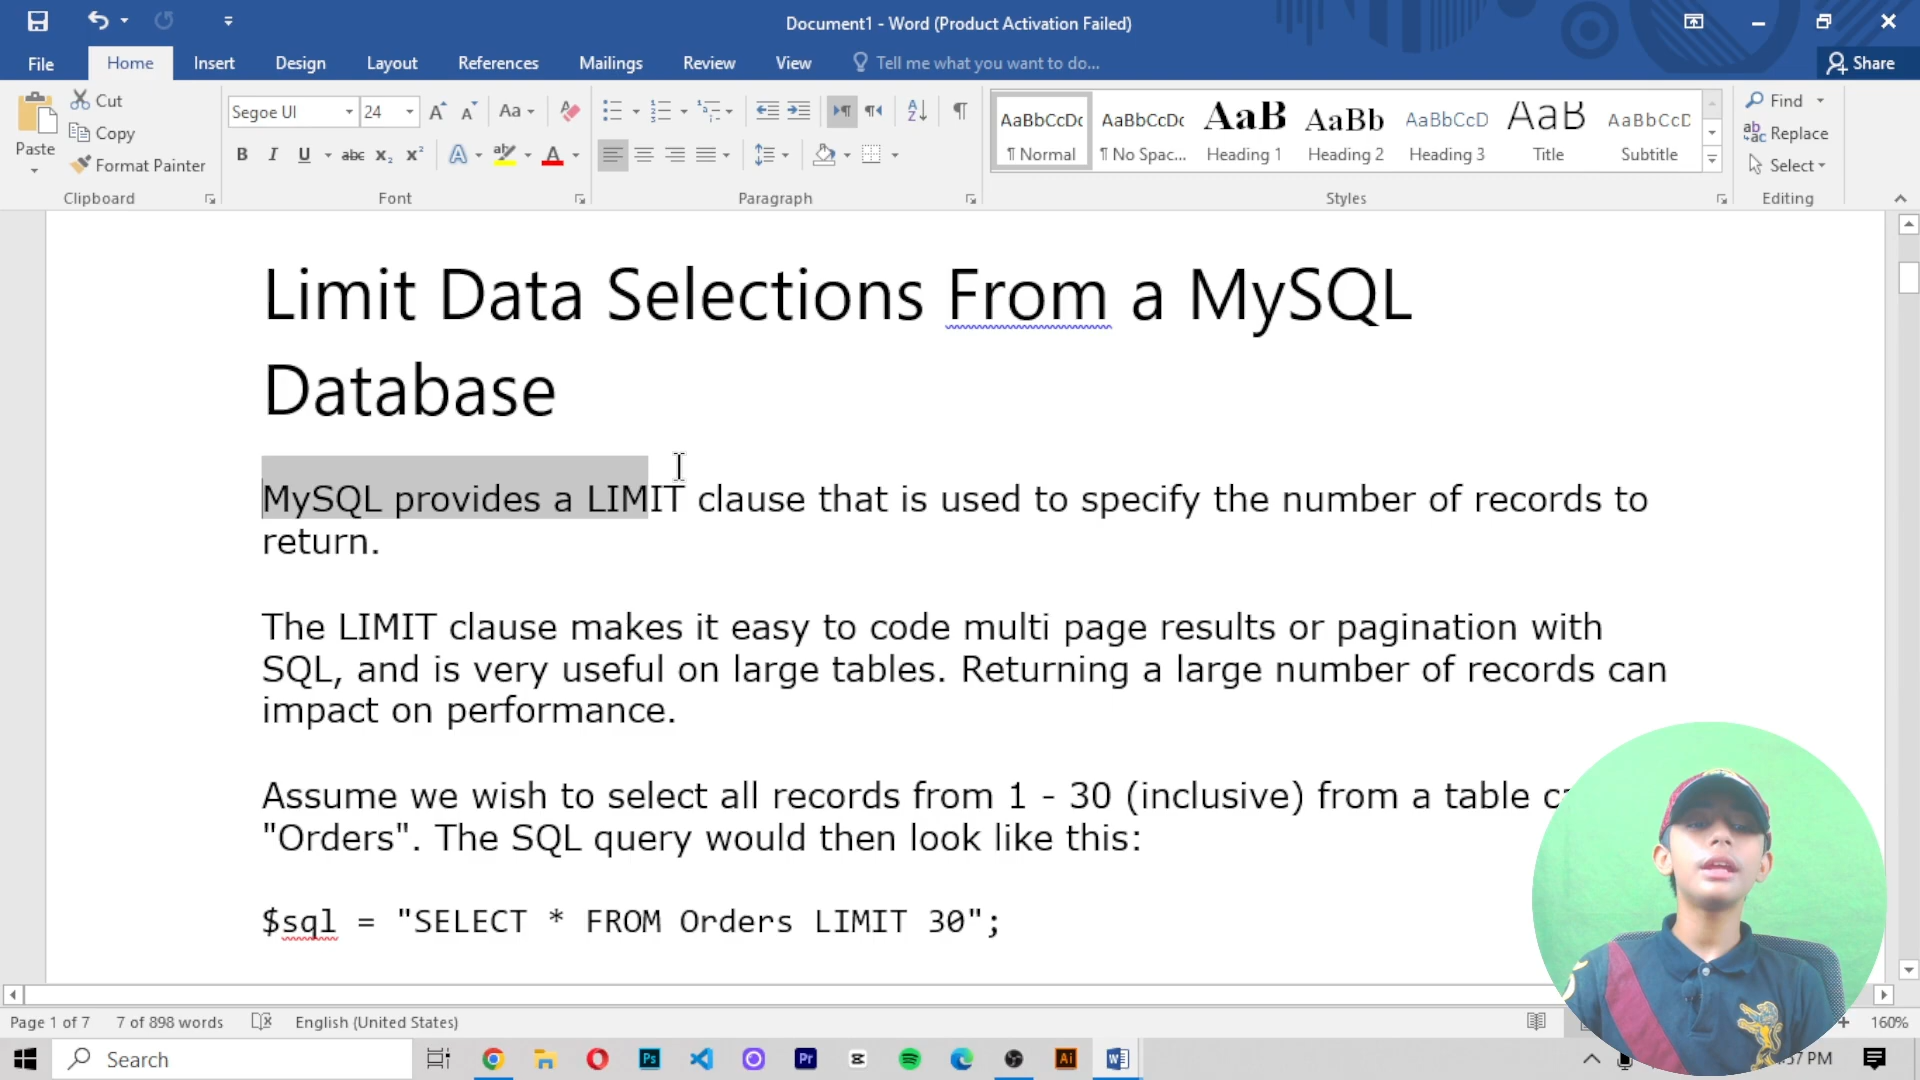 Document1 - Word (Product Activation Failed)
File Home Insert Design Layout References Mailings Review View Tell me what you want to do... Share
Paste
Cut
Copy
Format Painter
Clipboard
Segoe UI 24
Font
Paragraph
AaBbCcDc AaBbCcDc AaB AaBb AaBbCcD AaB AaBbCcD
¶ Normal ¶ No Spac... Heading 1 Heading 2 Heading 3 Title Subtitle
Styles
Find
Replace
Select
Editing
Limit Data Selections From a MySQL
Database
MySQL provides a LIMIT clause that is used to specify the number of records to
return.
The LIMIT clause makes it easy to code multi page results or pagination with
SQL, and is very useful on large tables. Returning a large number of records can
impact on performance.
Assume we wish to select all records from 1 - 30 (inclusive) from a table
"Orders". The SQL query would then look like this:
$sql = "SELECT * FROM Orders LIMIT 30";
Page 1 of 7 7 of 898 words English (United States) 160%
Search
PM